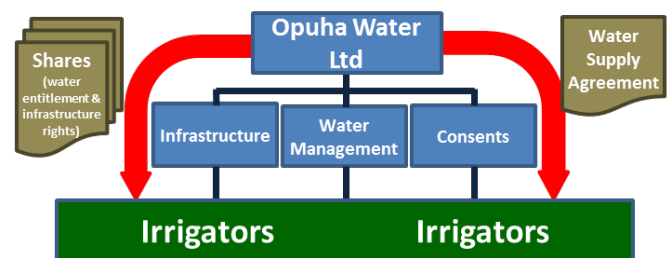 Opuha Water
Ltd
Shares
(water
entitlement &
infrastructure
rights)
Water
Supply
Agreement
Infrastructure
Water
Management
Consents
Irrigators
Irrigators